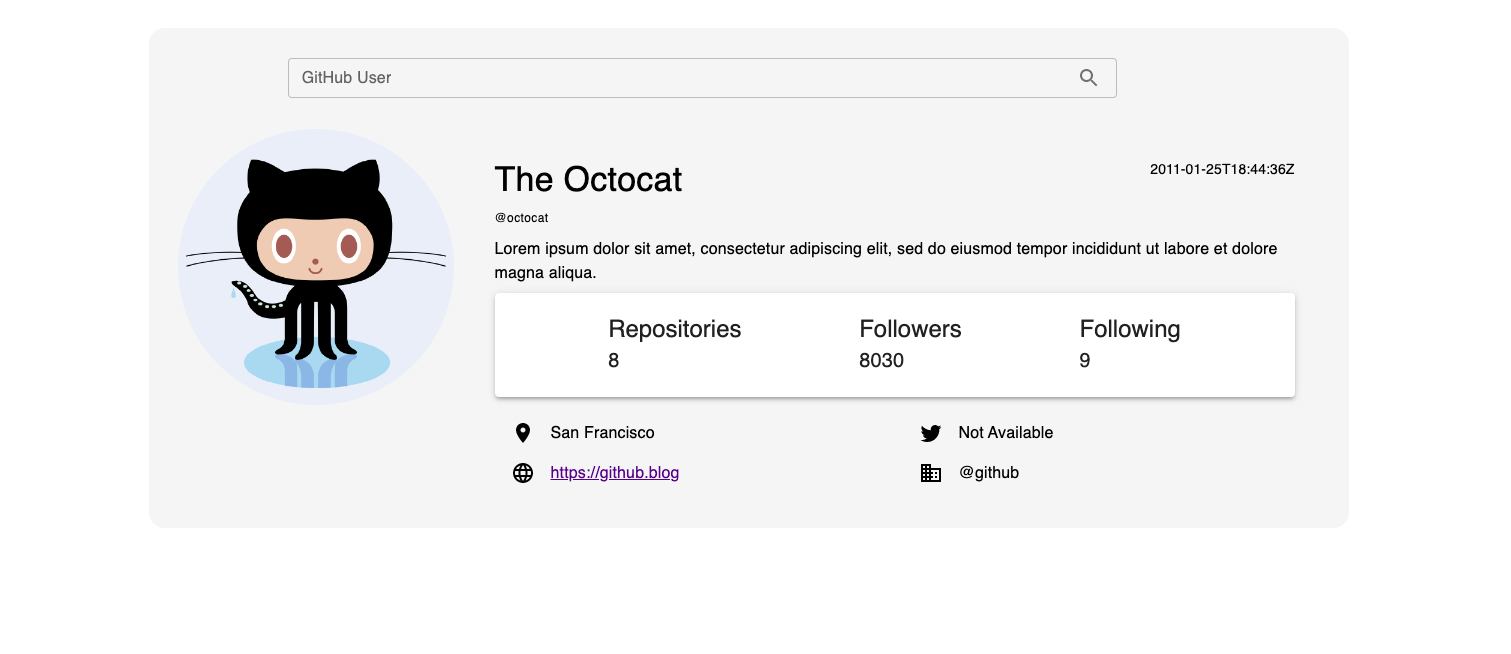 GitHub User
The Octocat
2011-01-25T18:44:36Z
@octocat
Lorem ipsum dolor sit amet, consectetur adipiscing elit, sed do eiusmod tempor incididunt ut labore et dolore
magna aliqua.
Repositories Followers Following
8 8030 9
San Francisco Not Available
https://github.blog @github